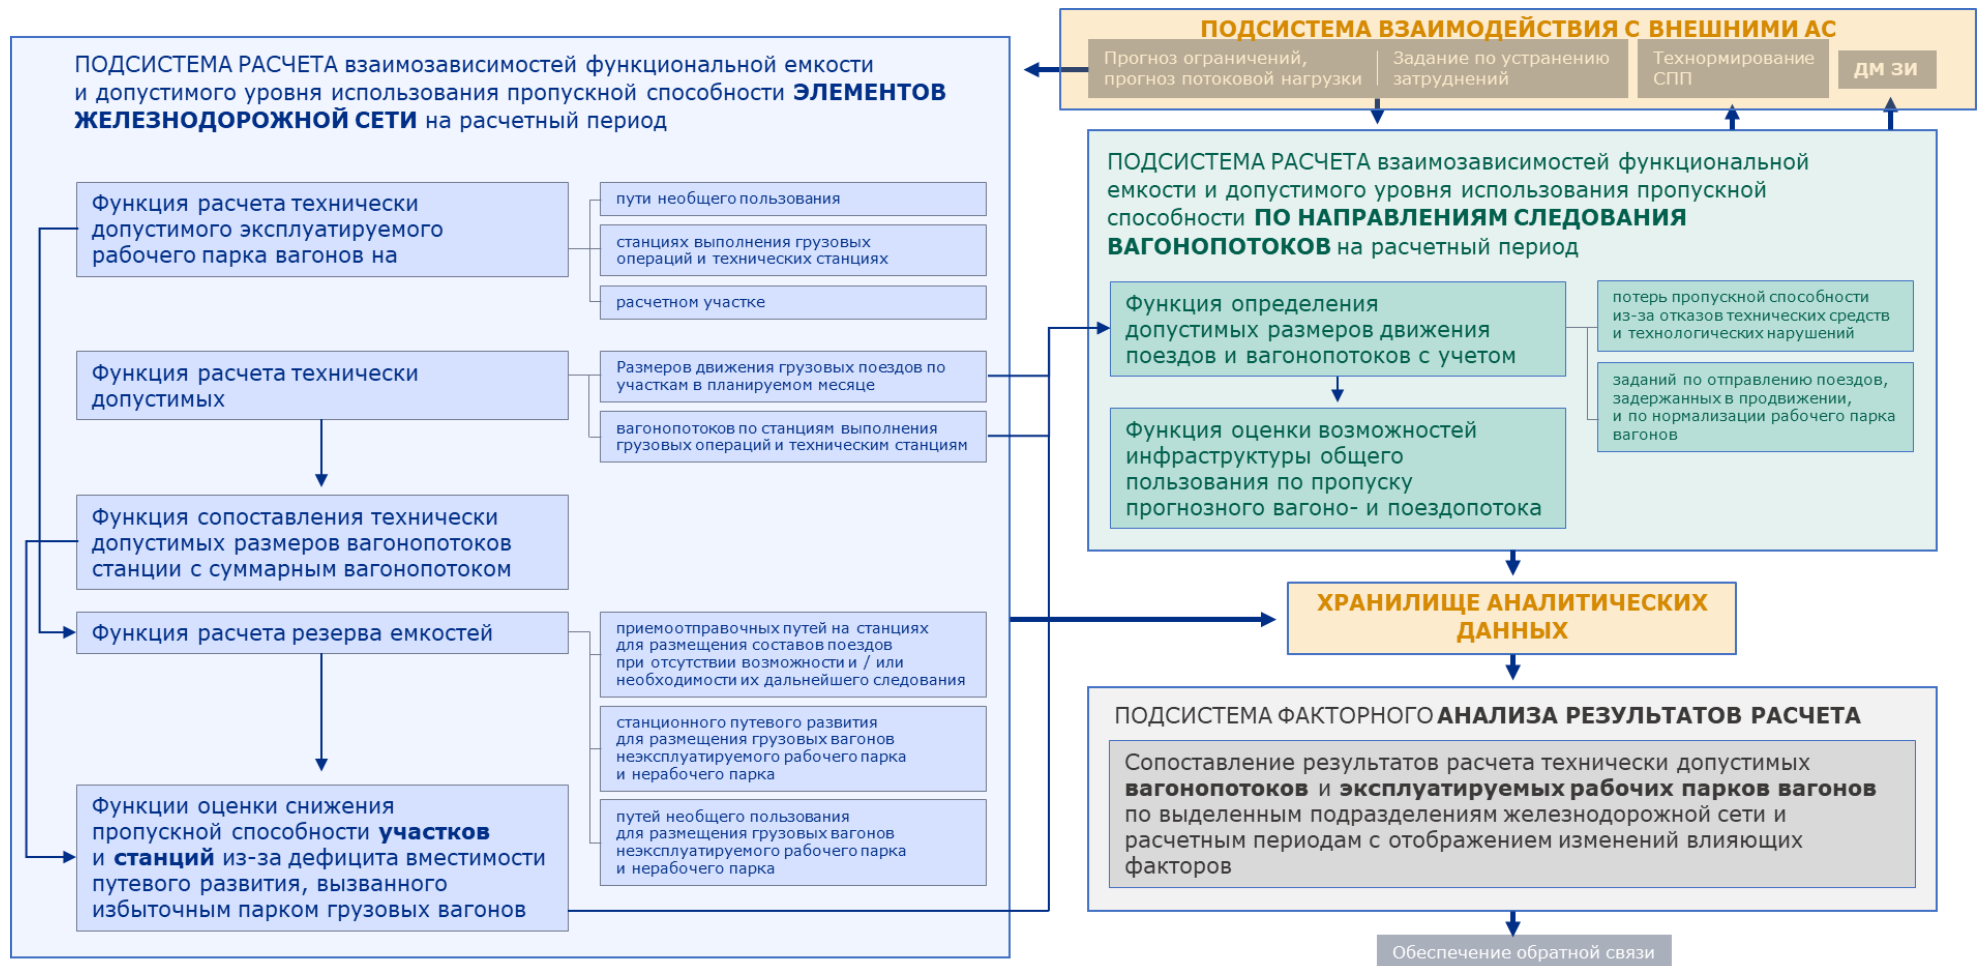 ПОДСИСТЕМА РАСЧЕТА взаимозависимостей функциональной емкости
и допустимого уровня использования пропускной способности ЭЛЕМЕНТОВ
ЖЕЛЕЗНОДОРОЖНОЙ СЕТИ на расчетный период
Функция расчета технически
допустимого эксплуатируемого
рабочего парка вагонов на
пути необщего пользования
станциях выполнения грузовых
операций и технических станциях
расчетном участке
Функция расчета технически
допустимых
Размеров движения грузовых поездов по
участкам в планируемом месяце
вагонопотоков по станциям выполнения
грузовых операций и техническим станциям
Функция сопоставления технически
допустимых размеров вагонопотоков
станции с суммарным вагонопотоком
Функция расчета резерва емкостей
приемоотправочных путей на станциях
для размещения составов поездов
при отсутствии возможности и / или
необходимости их дальнейшего следования
станционного путевого развития
для размещения грузовых вагонов
неэксплуатируемого рабочего парка
и нерабочего парка
путей необщего пользования
для размещения грузовых вагонов
неэксплуатируемого рабочего парка
и нерабочего парка
Функции оценки снижения
пропускной способности участков
и станций из-за дефицита вместимости
путевого развития, вызванного
избыточным парком грузовых вагонов
ПОДСИСТЕМА ВЗАИМОДЕЙСТВИЯ С ВНЕШНИМИ АС
Прогноз ограничений,
прогноз потоковой нагрузки
Задание по устранению
затруднений
Технормирование
СПП
ДМ ЗИ
ПОДСИСТЕМА РАСЧЕТА взаимозависимостей функциональной
емкости и допустимого уровня использования пропускной
способности ПО НАПРАВЛЕНИЯМ СЛЕДОВАНИЯ
ВАГОНОПОТОКОВ на расчетный период
Функция определения
допустимых размеров движения
поездов и вагонопотоков с учетом
потерь пропускной способности
из-за отказов технических средств
и технологических нарушений
заданий по отправлению поездов,
задержанных в продвижении,
и по нормализации рабочего парка
вагонов
Функция оценки возможностей
инфраструктуры общего
пользования по пропуску
прогнозного вагоно- и поездопотока
ХРАНИЛИЩЕ АНАЛИТИЧЕСКИХ
ДАННЫХ
ПОДСИСТЕМА ФАКТОРНОГО АНАЛИЗА РЕЗУЛЬТАТОВ РАСЧЕТА
Сопоставление результатов расчета технически допустимых
вагонопотоков и эксплуатируемых рабочих парков вагонов
по выделенным подразделениям железнодорожной сети и
расчетным периодам с отображением изменений влияющих
факторов
Обеспечение обратной связи